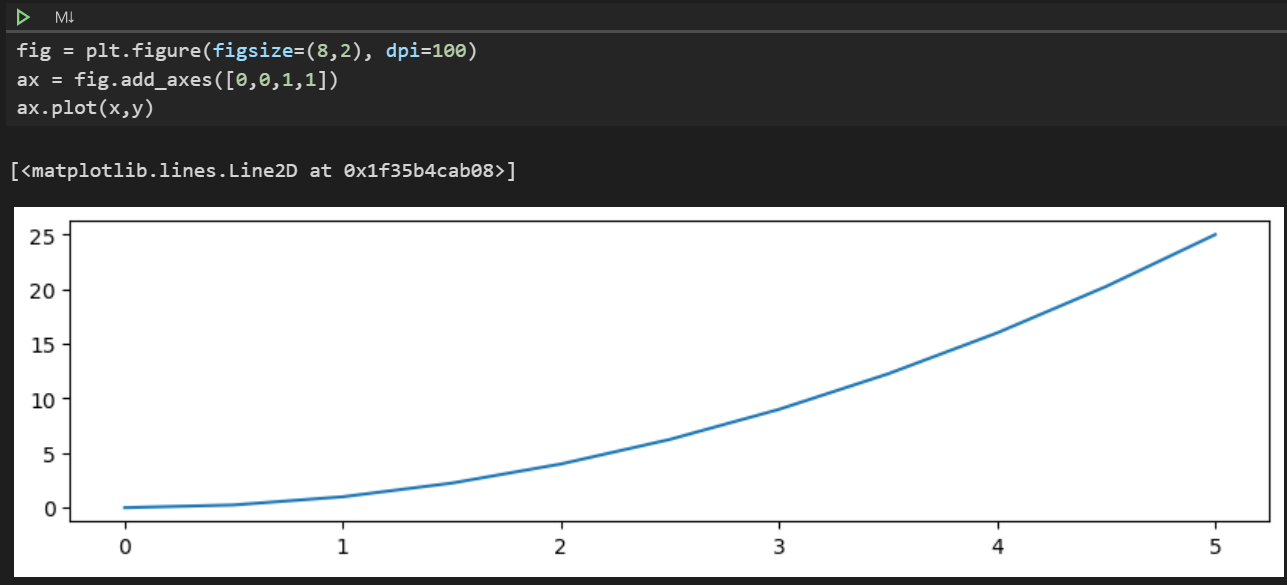 M↓
fig = plt.figure(figsize=(8,2), dpi=100)
ax = fig.add_axes([0,0,1,1])
ax.plot(x,y)
[<matplotlib.lines.Line2D at 0x1f35b4cab08>]
25
20
15
10
5
0
0 1 2 3 4 5